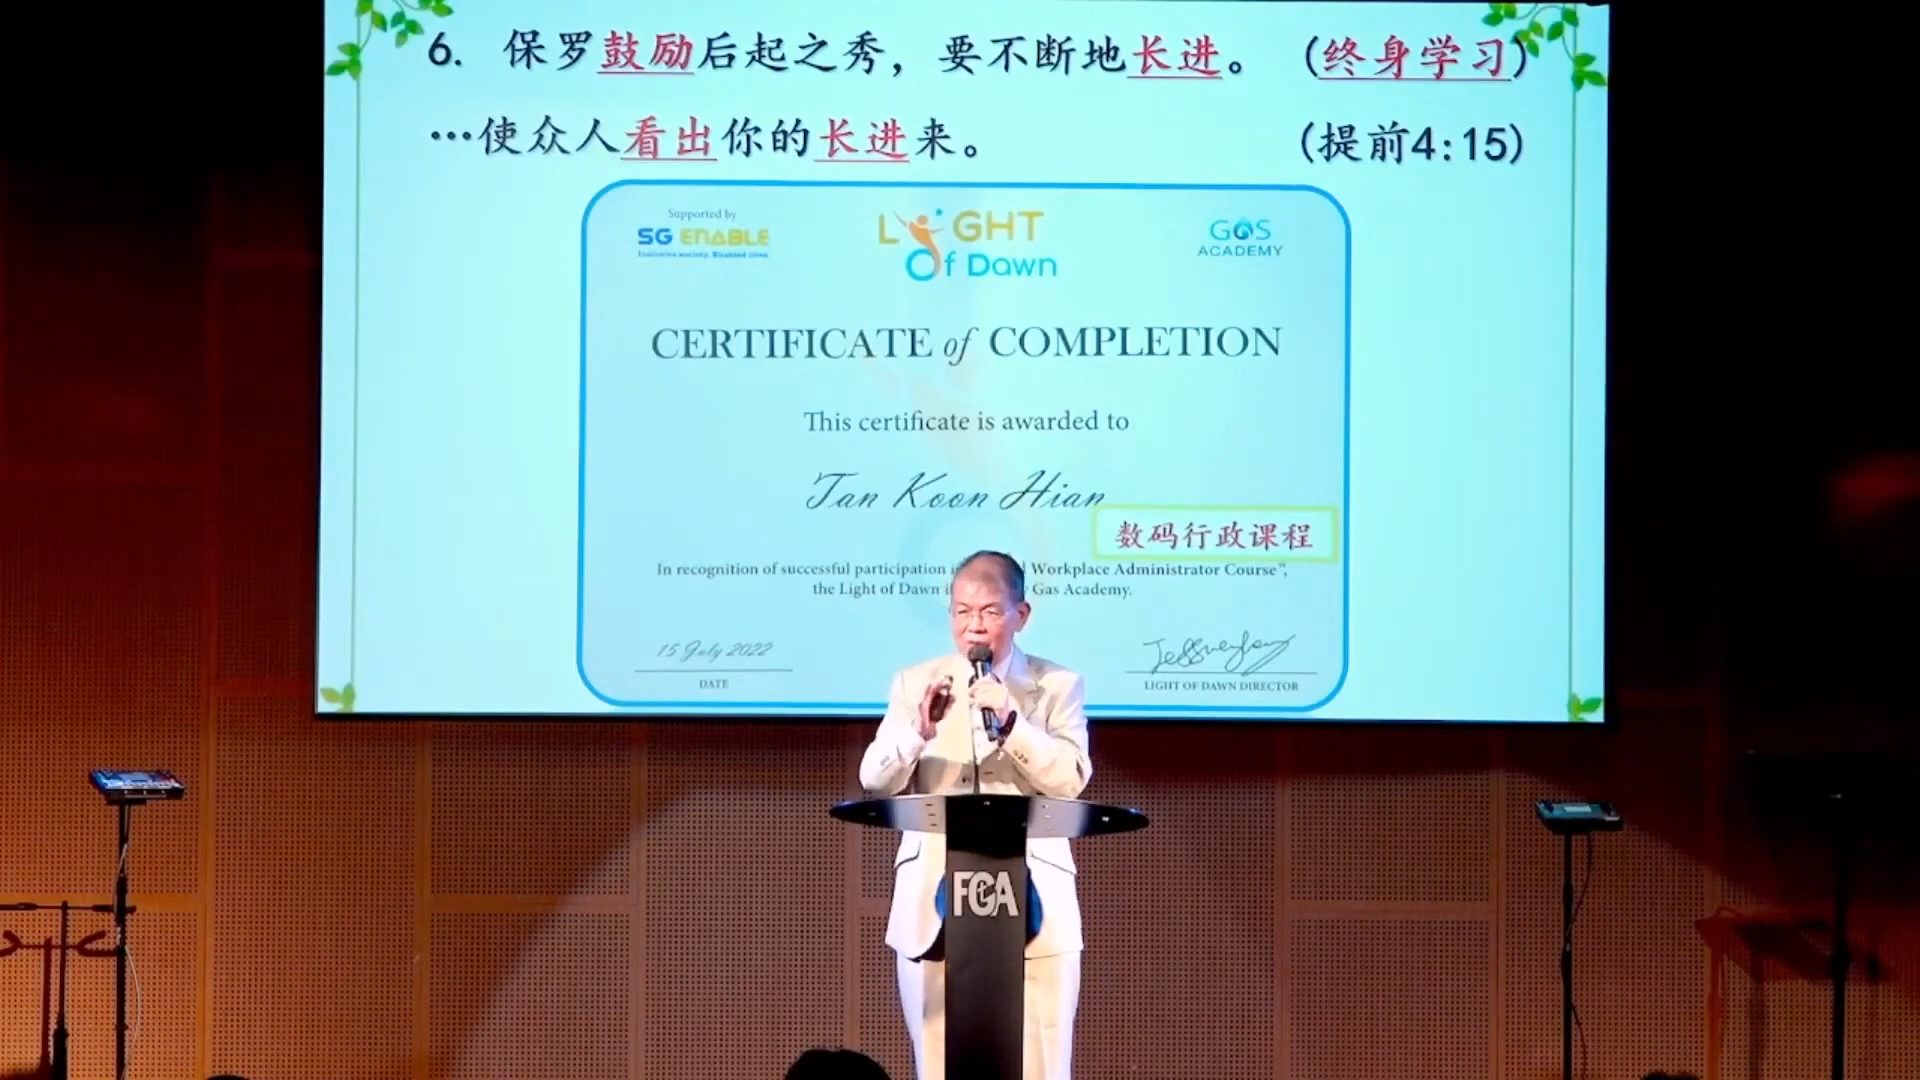 6. 保罗鼓励后起之秀，要不断地长进。 (终身学习)
…使众人看出你的长进来。 (提前4:15)
Supported by
SG ENABLE
Inclusive society. Enabled lives
LIGHT
Of Dawn
GAS
ACADEMY
CERTIFICATE of COMPLETION
This certificate is awarded to
Tan Koon Hian
数码行政课程
In recognition of successful participation Workplace Administrator Course”,
the Light of Dawn Gas Academy.
15 July 2022
DATE
LIGHT OF DAWN DIRECTOR
FGA